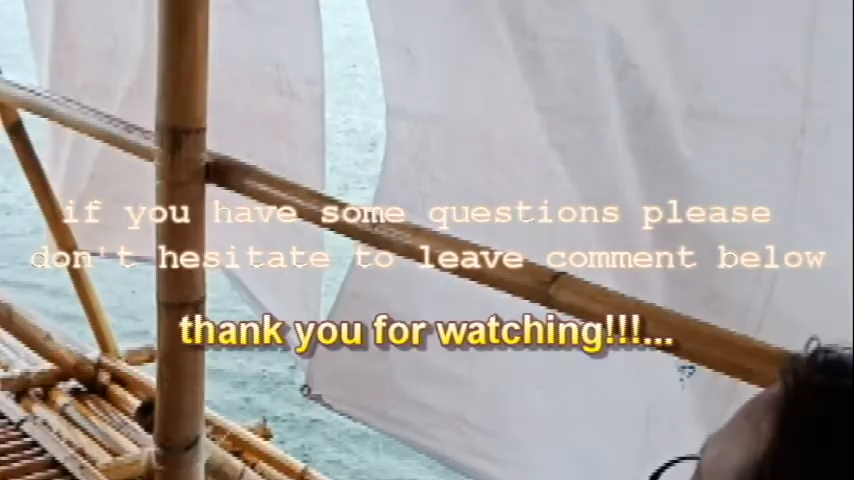 if you have some questions please
don't hesitate to leave comment below
thank you for watching!!!...